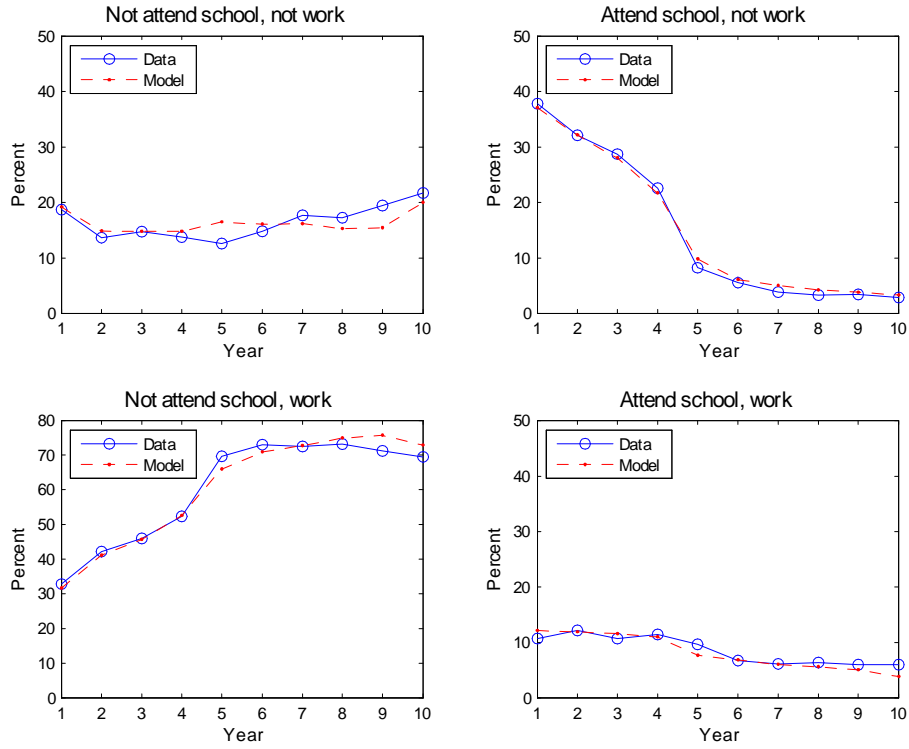 Not attend school, not work
50
40
30
20
10
0
Data
Model
Percent
1 2 3 4 5 6 7 8 9 10
Year
Attend school, not work
50
40
30
20
10
0
Data
Model
Percent
1 2 3 4 5 6 7 8 9 10
Year
Not attend school, work
80
70
60
50
40
30
20
10
0
Data
Model
Percent
1 2 3 4 5 6 7 8 9 10
Year
Attend school, work
50
40
30
20
10
0
Data
Model
Percent
1 2 3 4 5 6 7 8 9 10
Year